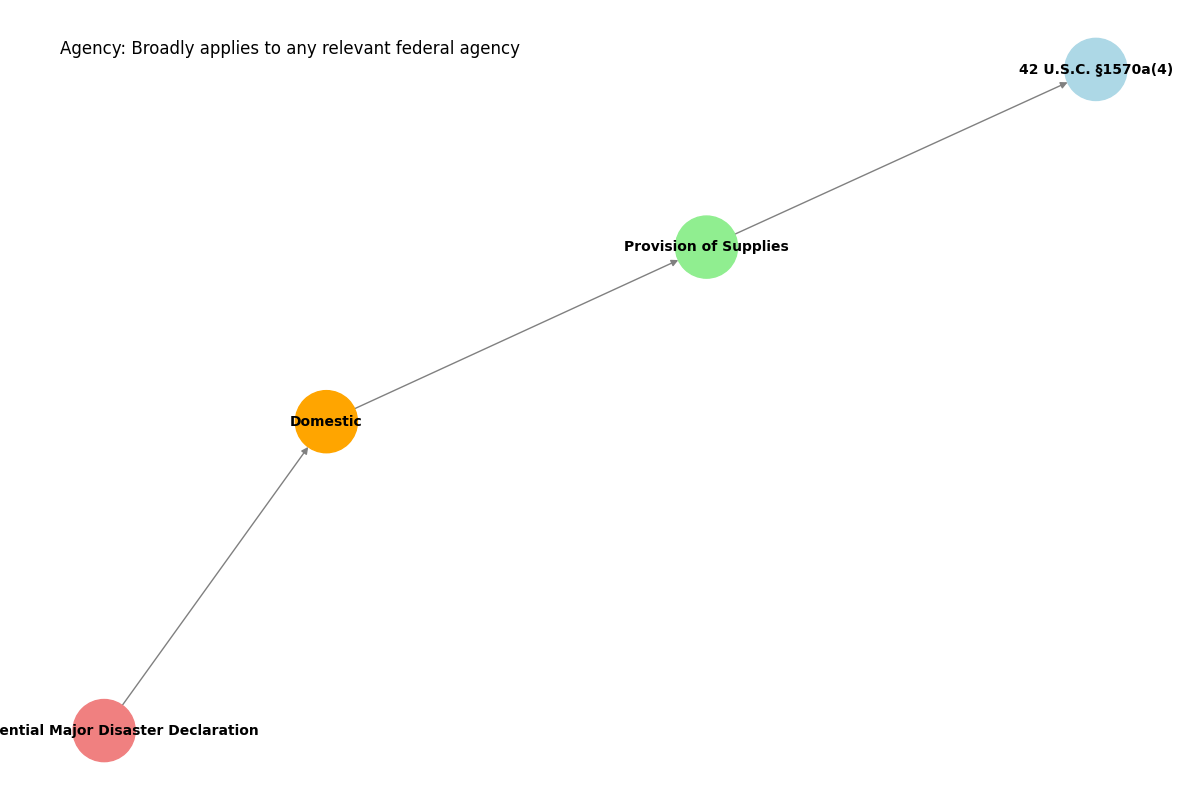 Agency: Broadly applies to any relevant federal agency
42 U.S.C. §1570a(4)
Provision of Supplies
Domestic
ential Major Disaster Declaration